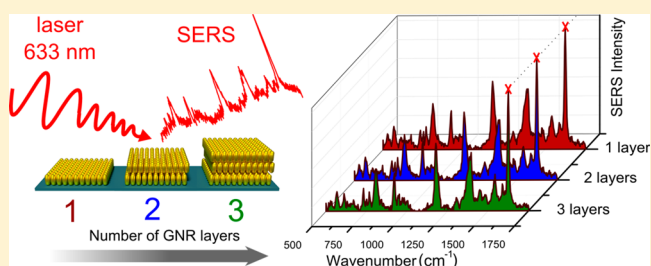 laser
633 nm
SERS
1
2
3
Number of GNR layers
X
X
X
SERS Intensity
1 layer
2 layers
3 layers
500
750
1000
1250
1500
1750
Wavenumber (cm⁻¹)